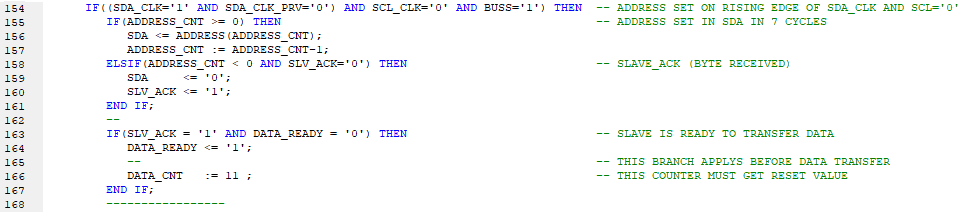 154 IF((SDA_CLK='1' AND SDA_CLK_PRV='0') AND SCL_CLK='0' AND BUSS='1') THEN -- ADDRESS SET ON RISING EDGE OF SDA_CLK AND SCL='0'
155 IF(ADDRESS_CNT >= 0) THEN -- ADDRESS SET IN SDA IN 7 CYCLES
156 SDA <= ADDRESS(ADDRESS_CNT);
157 ADDRESS_CNT := ADDRESS_CNT-1;
158 ELSIF(ADDRESS_CNT < 0 AND SLV_ACK='0') THEN -- SLAVE_ACK (BYTE RECEIVED)
159 SDA <= '0';
160 SLV_ACK <= '1';
161 END IF;
162 --
163 IF(SLV_ACK = '1' AND DATA_READY = '0') THEN -- SLAVE IS READY TO TRANSFER DATA
164 DATA_READY <= '1';
165 -- -- THIS BRANCH APPLYS BEFORE DATA TRANSFER
166 DATA_CNT := 11 ; -- THIS COUNTER MUST GET RESET VALUE
167 END IF;
168 -----------------